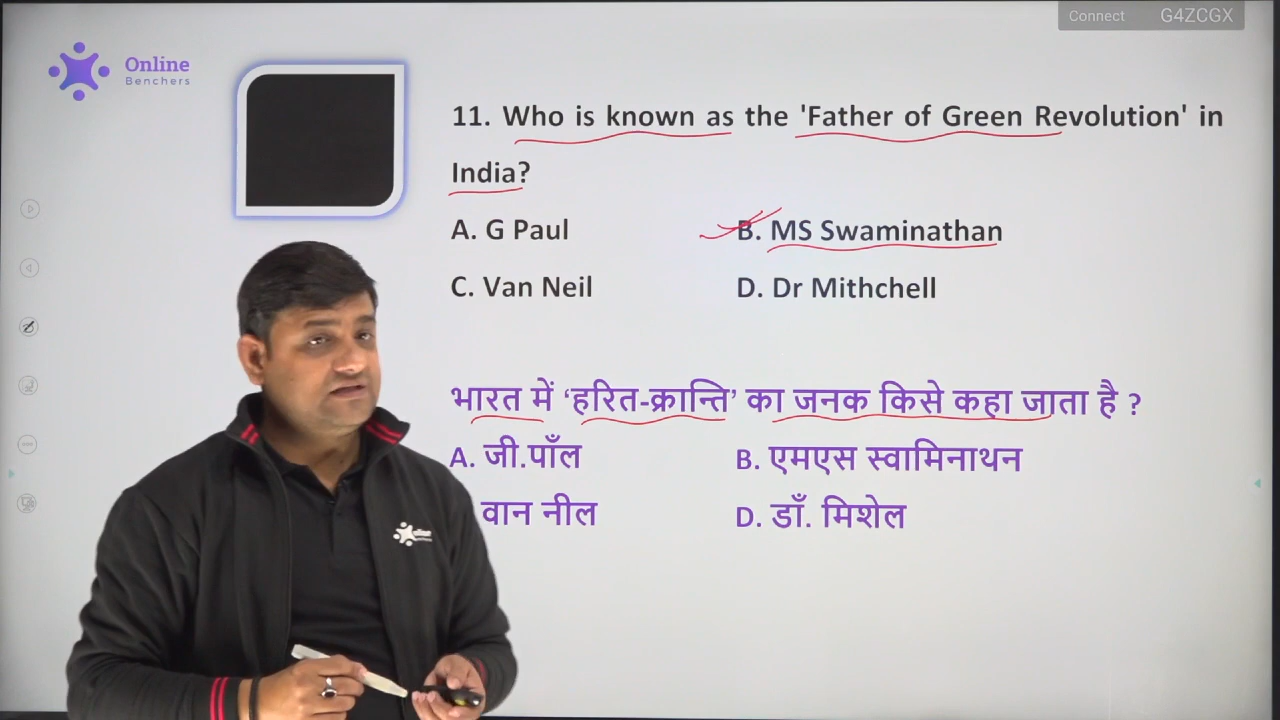 Connect G4ZCGX
Online
Benchers
11. Who is known as the 'Father of Green Revolution' in
India?
A. G Paul B. MS Swaminathan
C. Van Neil D. Dr Mithchell
भारत में ‘हरित-क्रान्ति’ का जनक किसे कहा जाता है ?
A. जी.पाँल B. एमएस स्वामिनाथन
वान नील D. डाँ. मिशेल